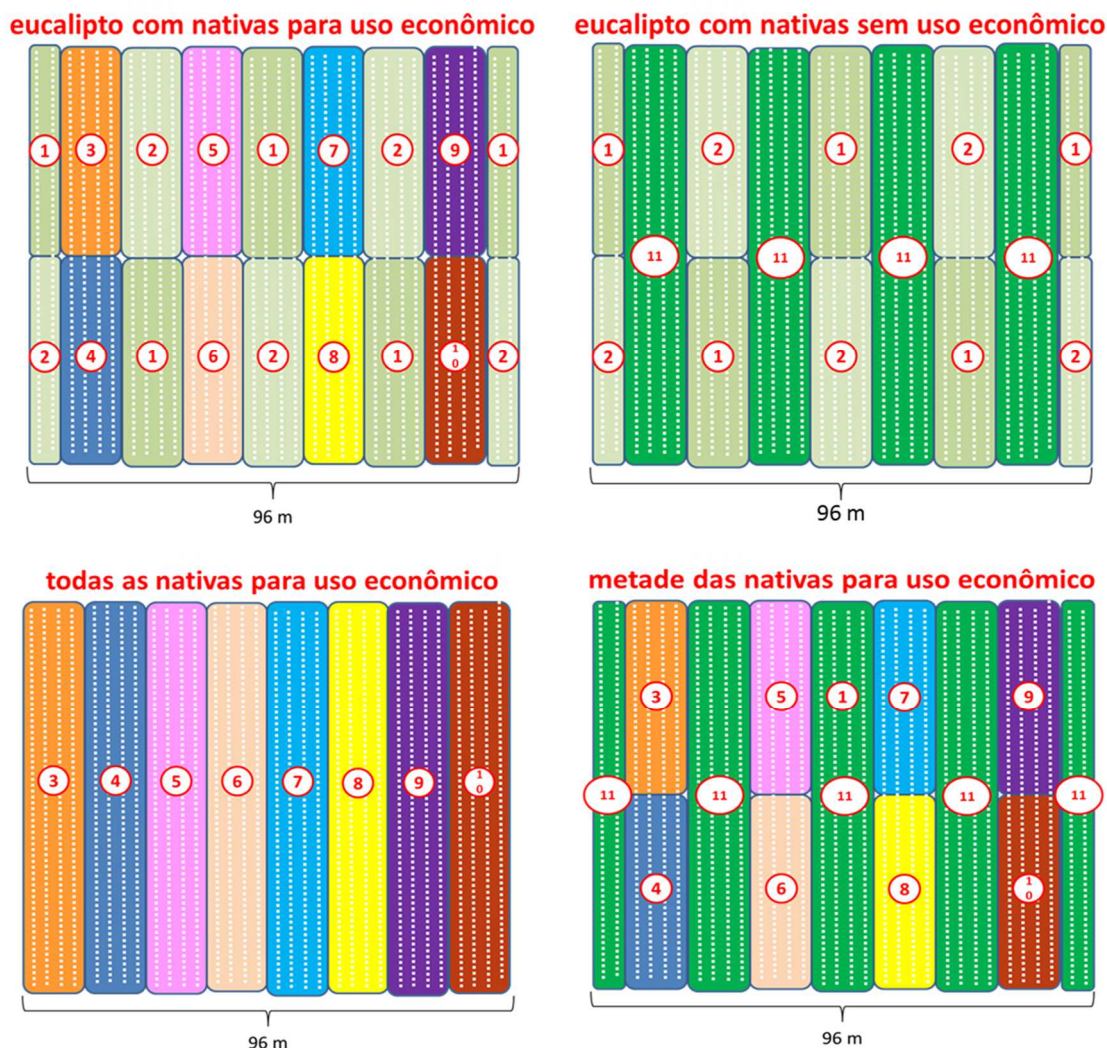 eucalipto com nativas para uso econômico
1 3 2 5 1 7 2 9 1
2 4 1 6 2 8 1 10 2
96 m
eucalipto com nativas sem uso econômico
1 2 1 2 1
11 11 11 11
2 1 2 1 2
96 m
todas as nativas para uso econômico
3 4 5 6 7 8 9 10
96 m
metade das nativas para uso econômico
3 5 1 7 9
11 11 11 11 11
4 6 8 10
96 m